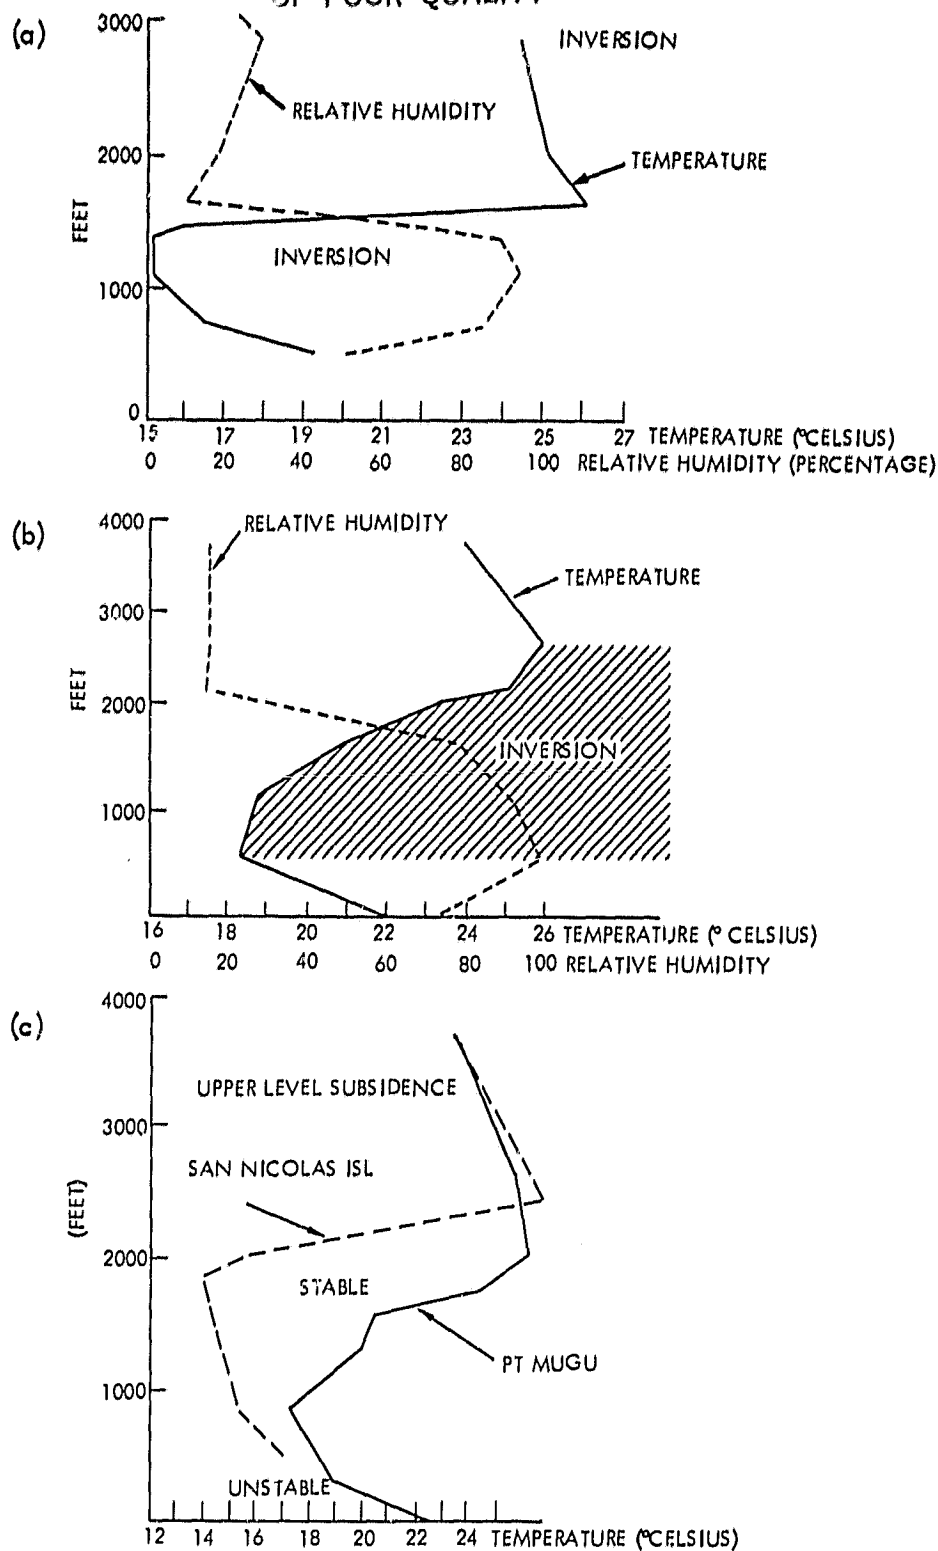 OF POOR QUALITY
(a)
3000
INVERSION
RELATIVE HUMIDITY
2000
TEMPERATURE
FEET
INVERSION
1000
0
15 17 19 21 23 25 27 TEMPERATURE (°CELSIUS)
0 20 40 60 80 100 RELATIVE HUMIDITY (PERCENTAGE)
(b)
4000
RELATIVE HUMIDITY
TEMPERATURE
3000
FEET
2000
INVERSION
1000
16 18 20 22 24 26 TEMPERATURE (° CELSIUS)
0 20 40 60 80 100 RELATIVE HUMIDITY
(c)
4000
UPPER LEVEL SUBSIDENCE
3000
SAN NICOLAS ISL
(FEET)
2000
STABLE
PT MUGU
1000
UNSTABLE
12 14 16 18 20 22 24 TEMPERATURE (°CELSIUS)